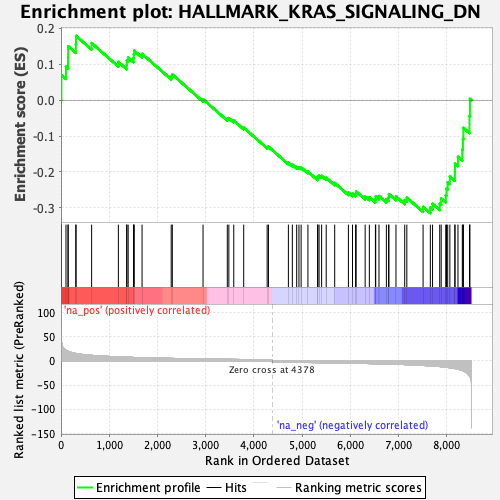 Enrichment plot: HALLMARK_KRAS_SIGNALING_DN
Enrichment score (ES)
0.2
0.1
0.0
-0.1
-0.2
-0.3
'na_pos' (positively correlated)
Ranked list metric (PreRanked)
100
50
0
-50
-100
-150
Zero cross at 4378
'na_neg' (negatively correlated)
0
1,000
2,000
3,000
4,000
5,000
6,000
7,000
8,000
Rank in Ordered Dataset
Enrichment profile
Hits
Ranking metric scores